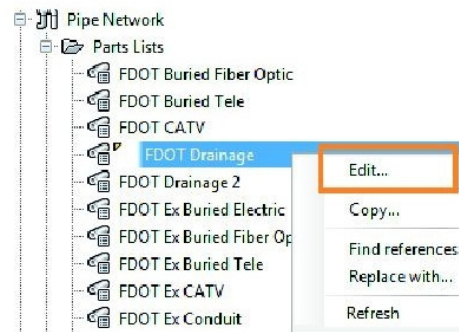 Pipe Network
Parts Lists
FDOT Buried Fiber Optic
FDOT Buried Tele
FDOT CATV
FDOT Drainage
FDOT Drainage 2
FDOT Ex Buried Electric
FDOT Ex Buried Fiber Op
FDOT Ex Buried Tele
FDOT Ex CATV
FDOT Ex Conduit
Edit...
Copy...
Find references
Replace with...
Refresh